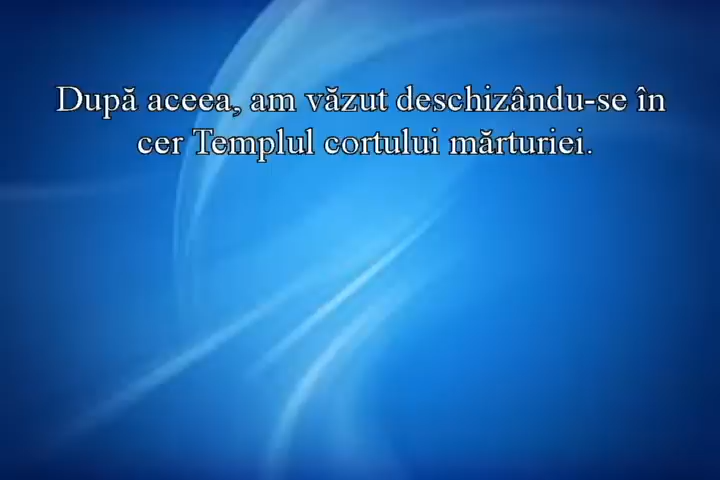 După aceea, am văzut deschizându-se în
cer Templul cortului mărturiei.